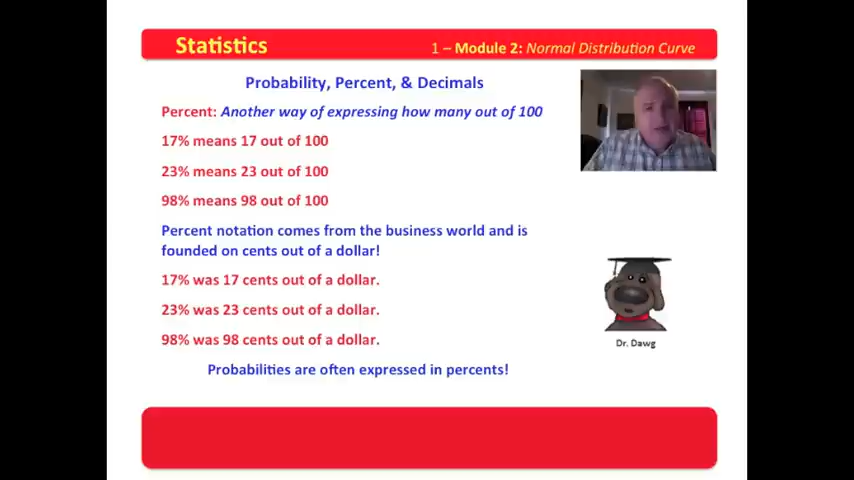 Statistics
1 – Module 2: Normal Distribution Curve
Probability, Percent, & Decimals
Percent: Another way of expressing how many out of 100
17% means 17 out of 100
23% means 23 out of 100
98% means 98 out of 100
Percent notation comes from the business world and is
founded on cents out of a dollar!
17% was 17 cents out of a dollar.
23% was 23 cents out of a dollar.
98% was 98 cents out of a dollar.
Probabilities are often expressed in percents!
Dr. Dawg